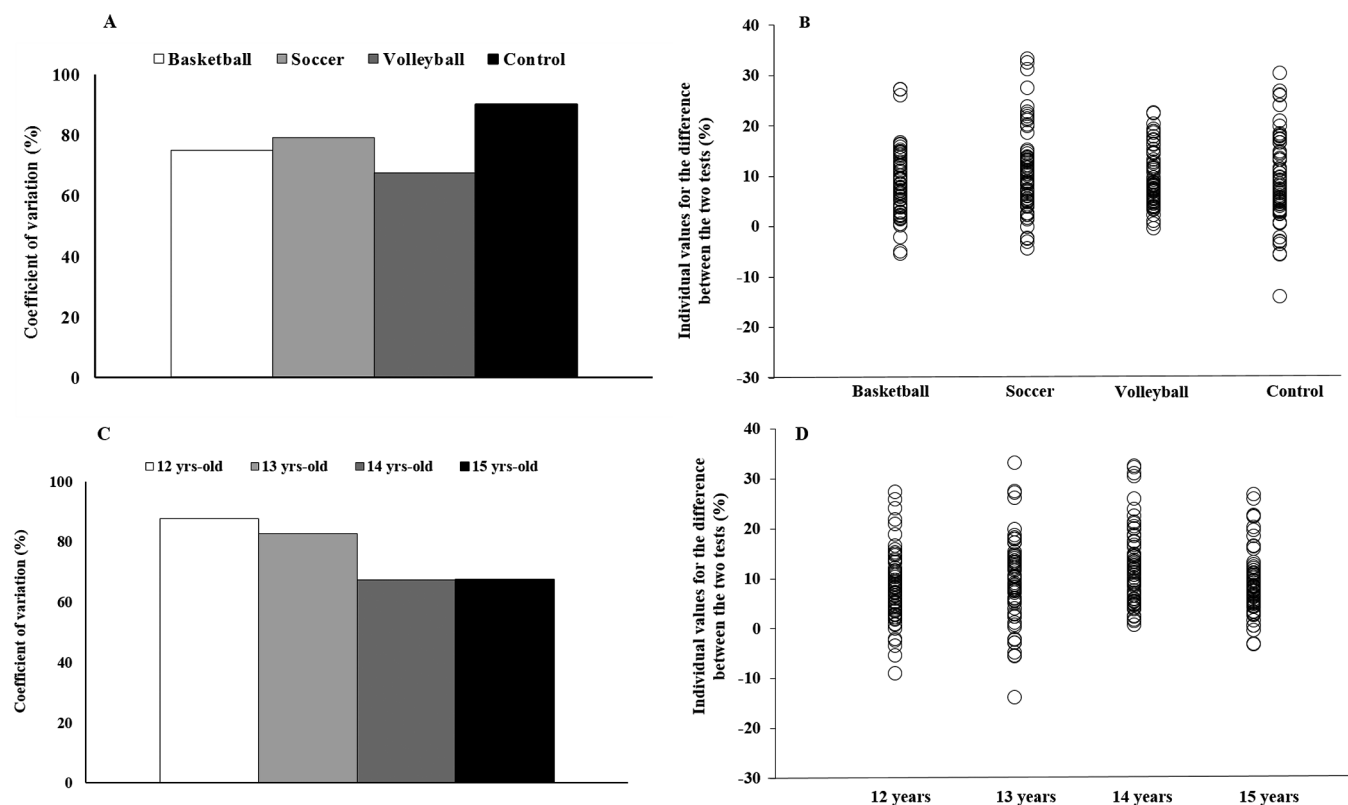 A
Basketball Soccer Volleyball Control
Coefficient of variation (%)
100
80
60
40
20
0
B
Individual values for the difference
between the two tests (%)
40
30
20
10
0
-10
-20
-30
Basketball Soccer Volleyball Control
C
12 yrs-old 13 yrs-old 14 yrs-old 15 yrs-old
Coefficient of variation (%)
100
80
60
40
20
0
D
Individual values for the difference
between the two tests (%)
40
30
20
10
0
-10
-20
-30
12 years 13 years 14 years 15 years